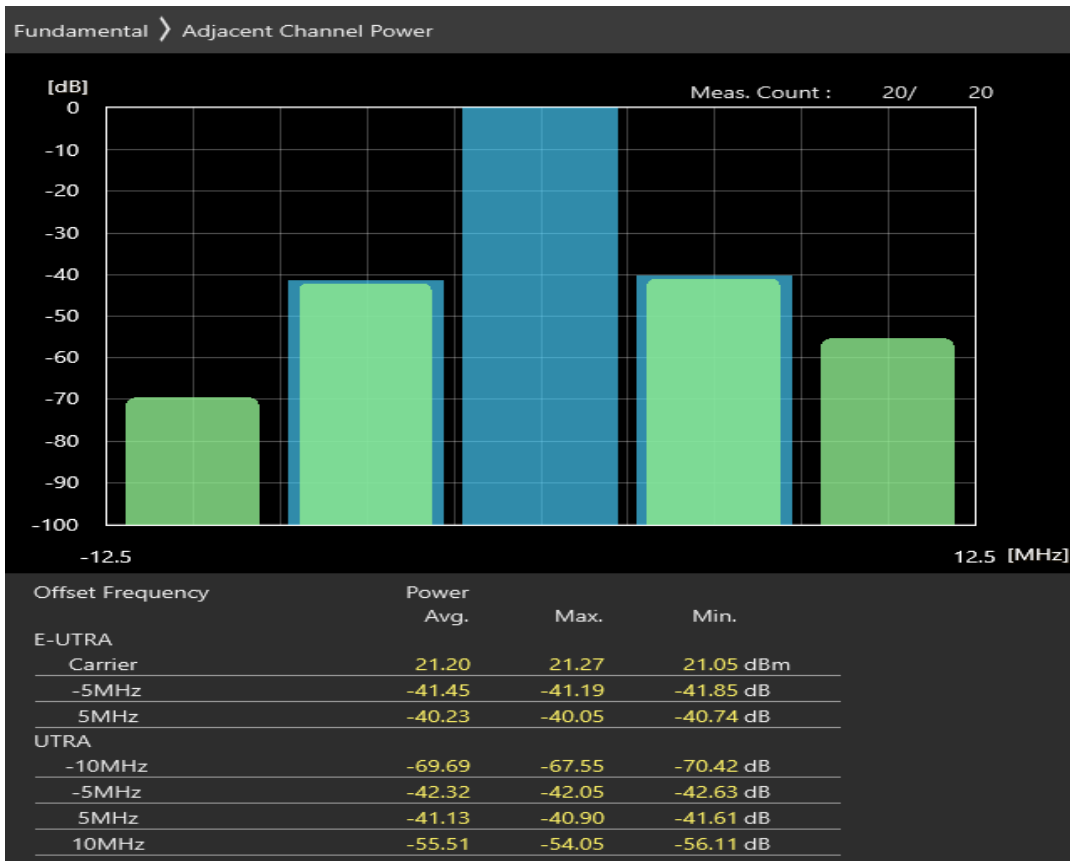 Fundamental 〉 Adjacent Channel Power
[dB]
Meas. Count : 20/ 20
0
-10
-20
-30
-40
-50
-60
-70
-80
-90
-100
-12.5 12.5 [MHz]
Offset Frequency Power
Avg. Max. Min.
E-UTRA
Carrier 21.20 21.27 21.05 dBm
-5MHz -41.45 -41.19 -41.85 dB
5MHz -40.23 -40.05 -40.74 dB
UTRA
-10MHz -69.69 -67.55 -70.42 dB
-5MHz -42.32 -42.05 -42.63 dB
5MHz -41.13 -40.90 -41.61 dB
10MHz -55.51 -54.05 -56.11 dB